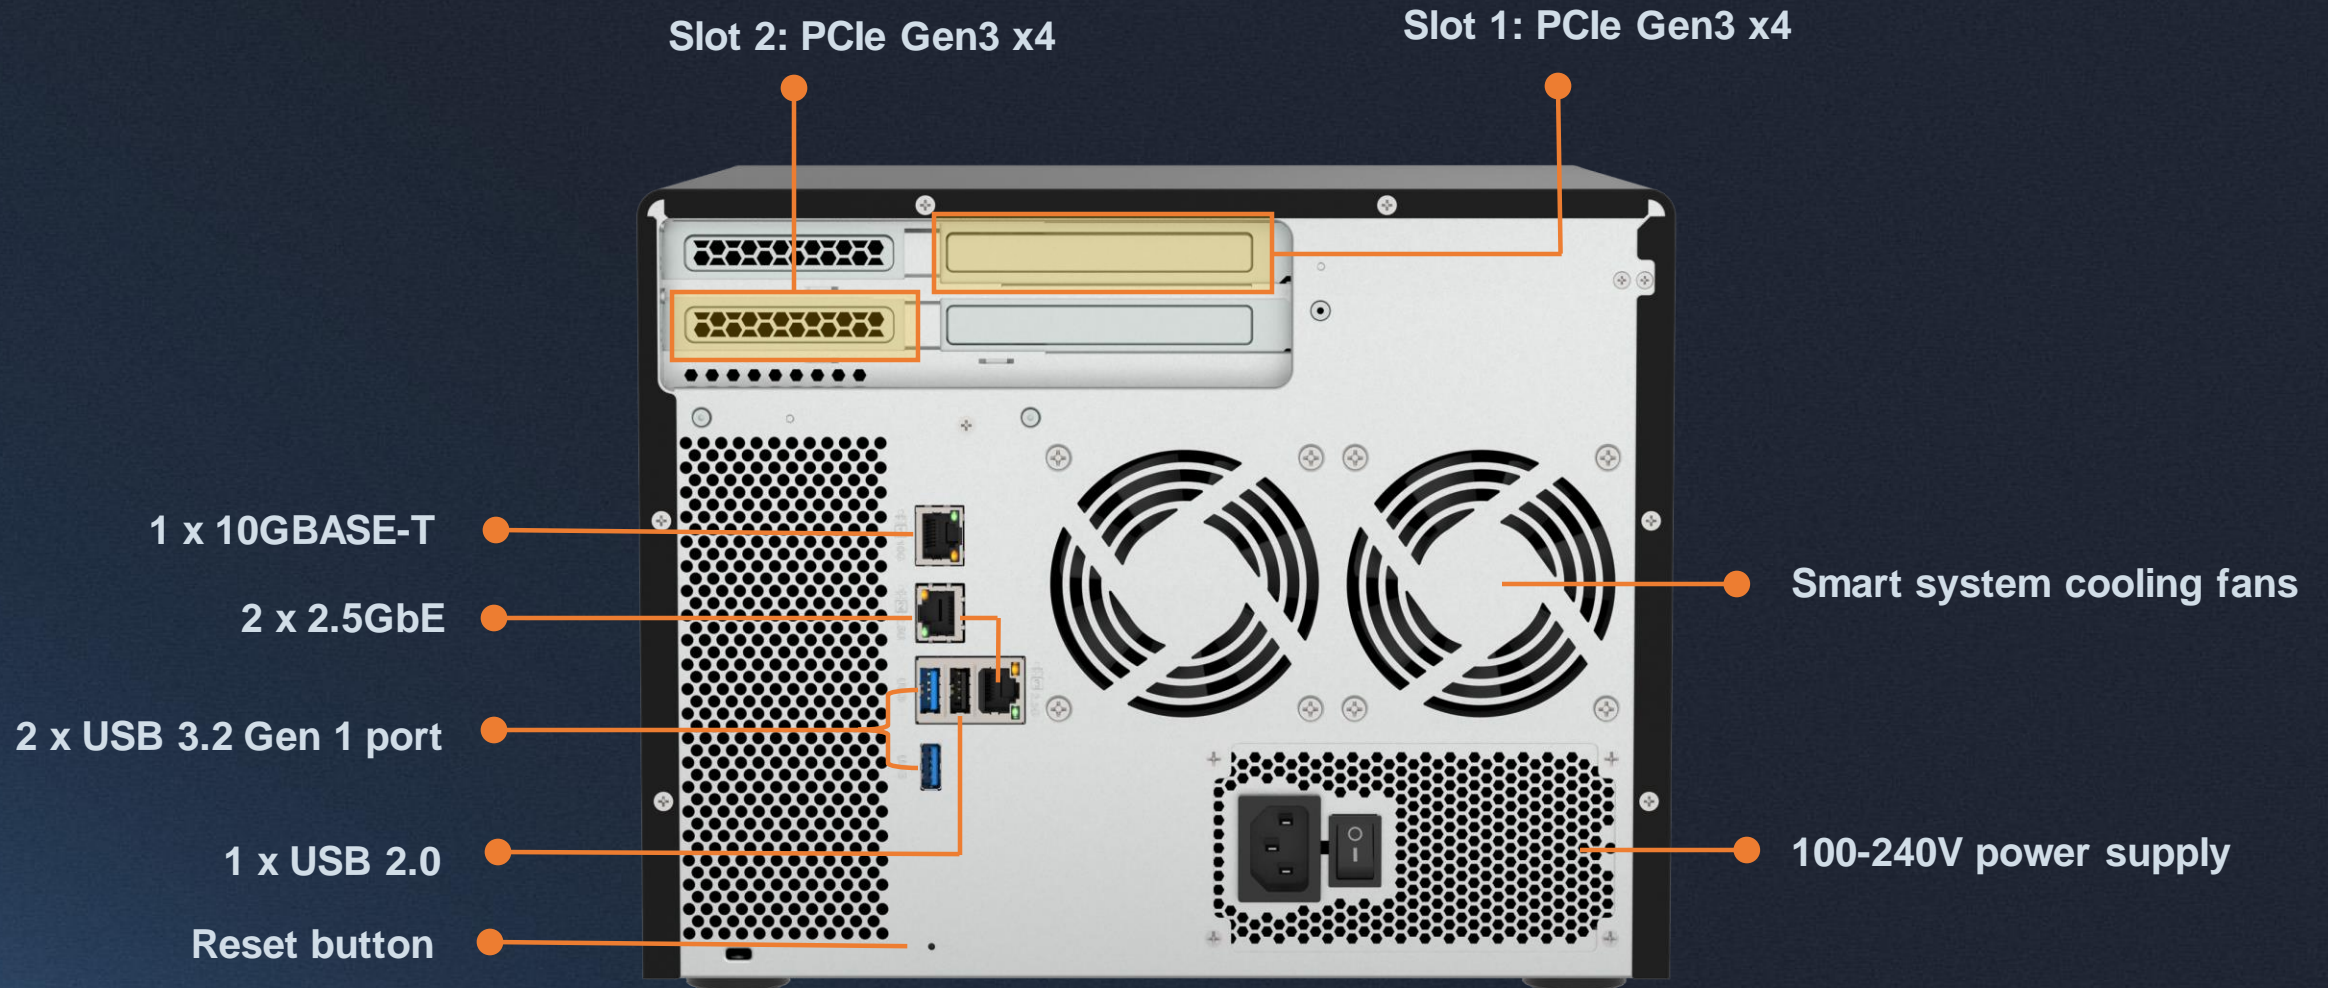 Slot 2: PCIe Gen3 x4
Slot 1: PCIe Gen3 x4
1 x 10GBASE-T
2 x 2.5GbE
2 x USB 3.2 Gen 1 port
1 x USB 2.0
Reset button
Smart system cooling fans
100-240V power supply